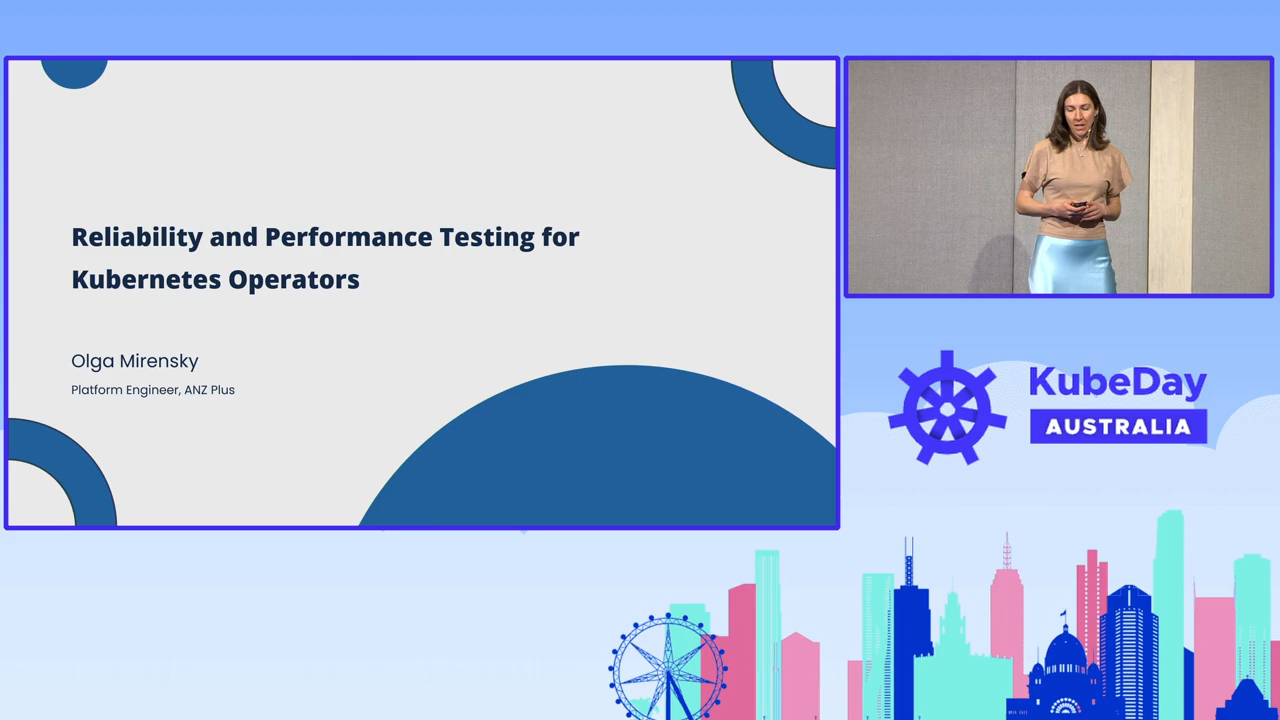 Reliability and Performance Testing for
Kubernetes Operators
Olga Mirensky
Platform Engineer, ANZ Plus
KubeDay
AUSTRALIA